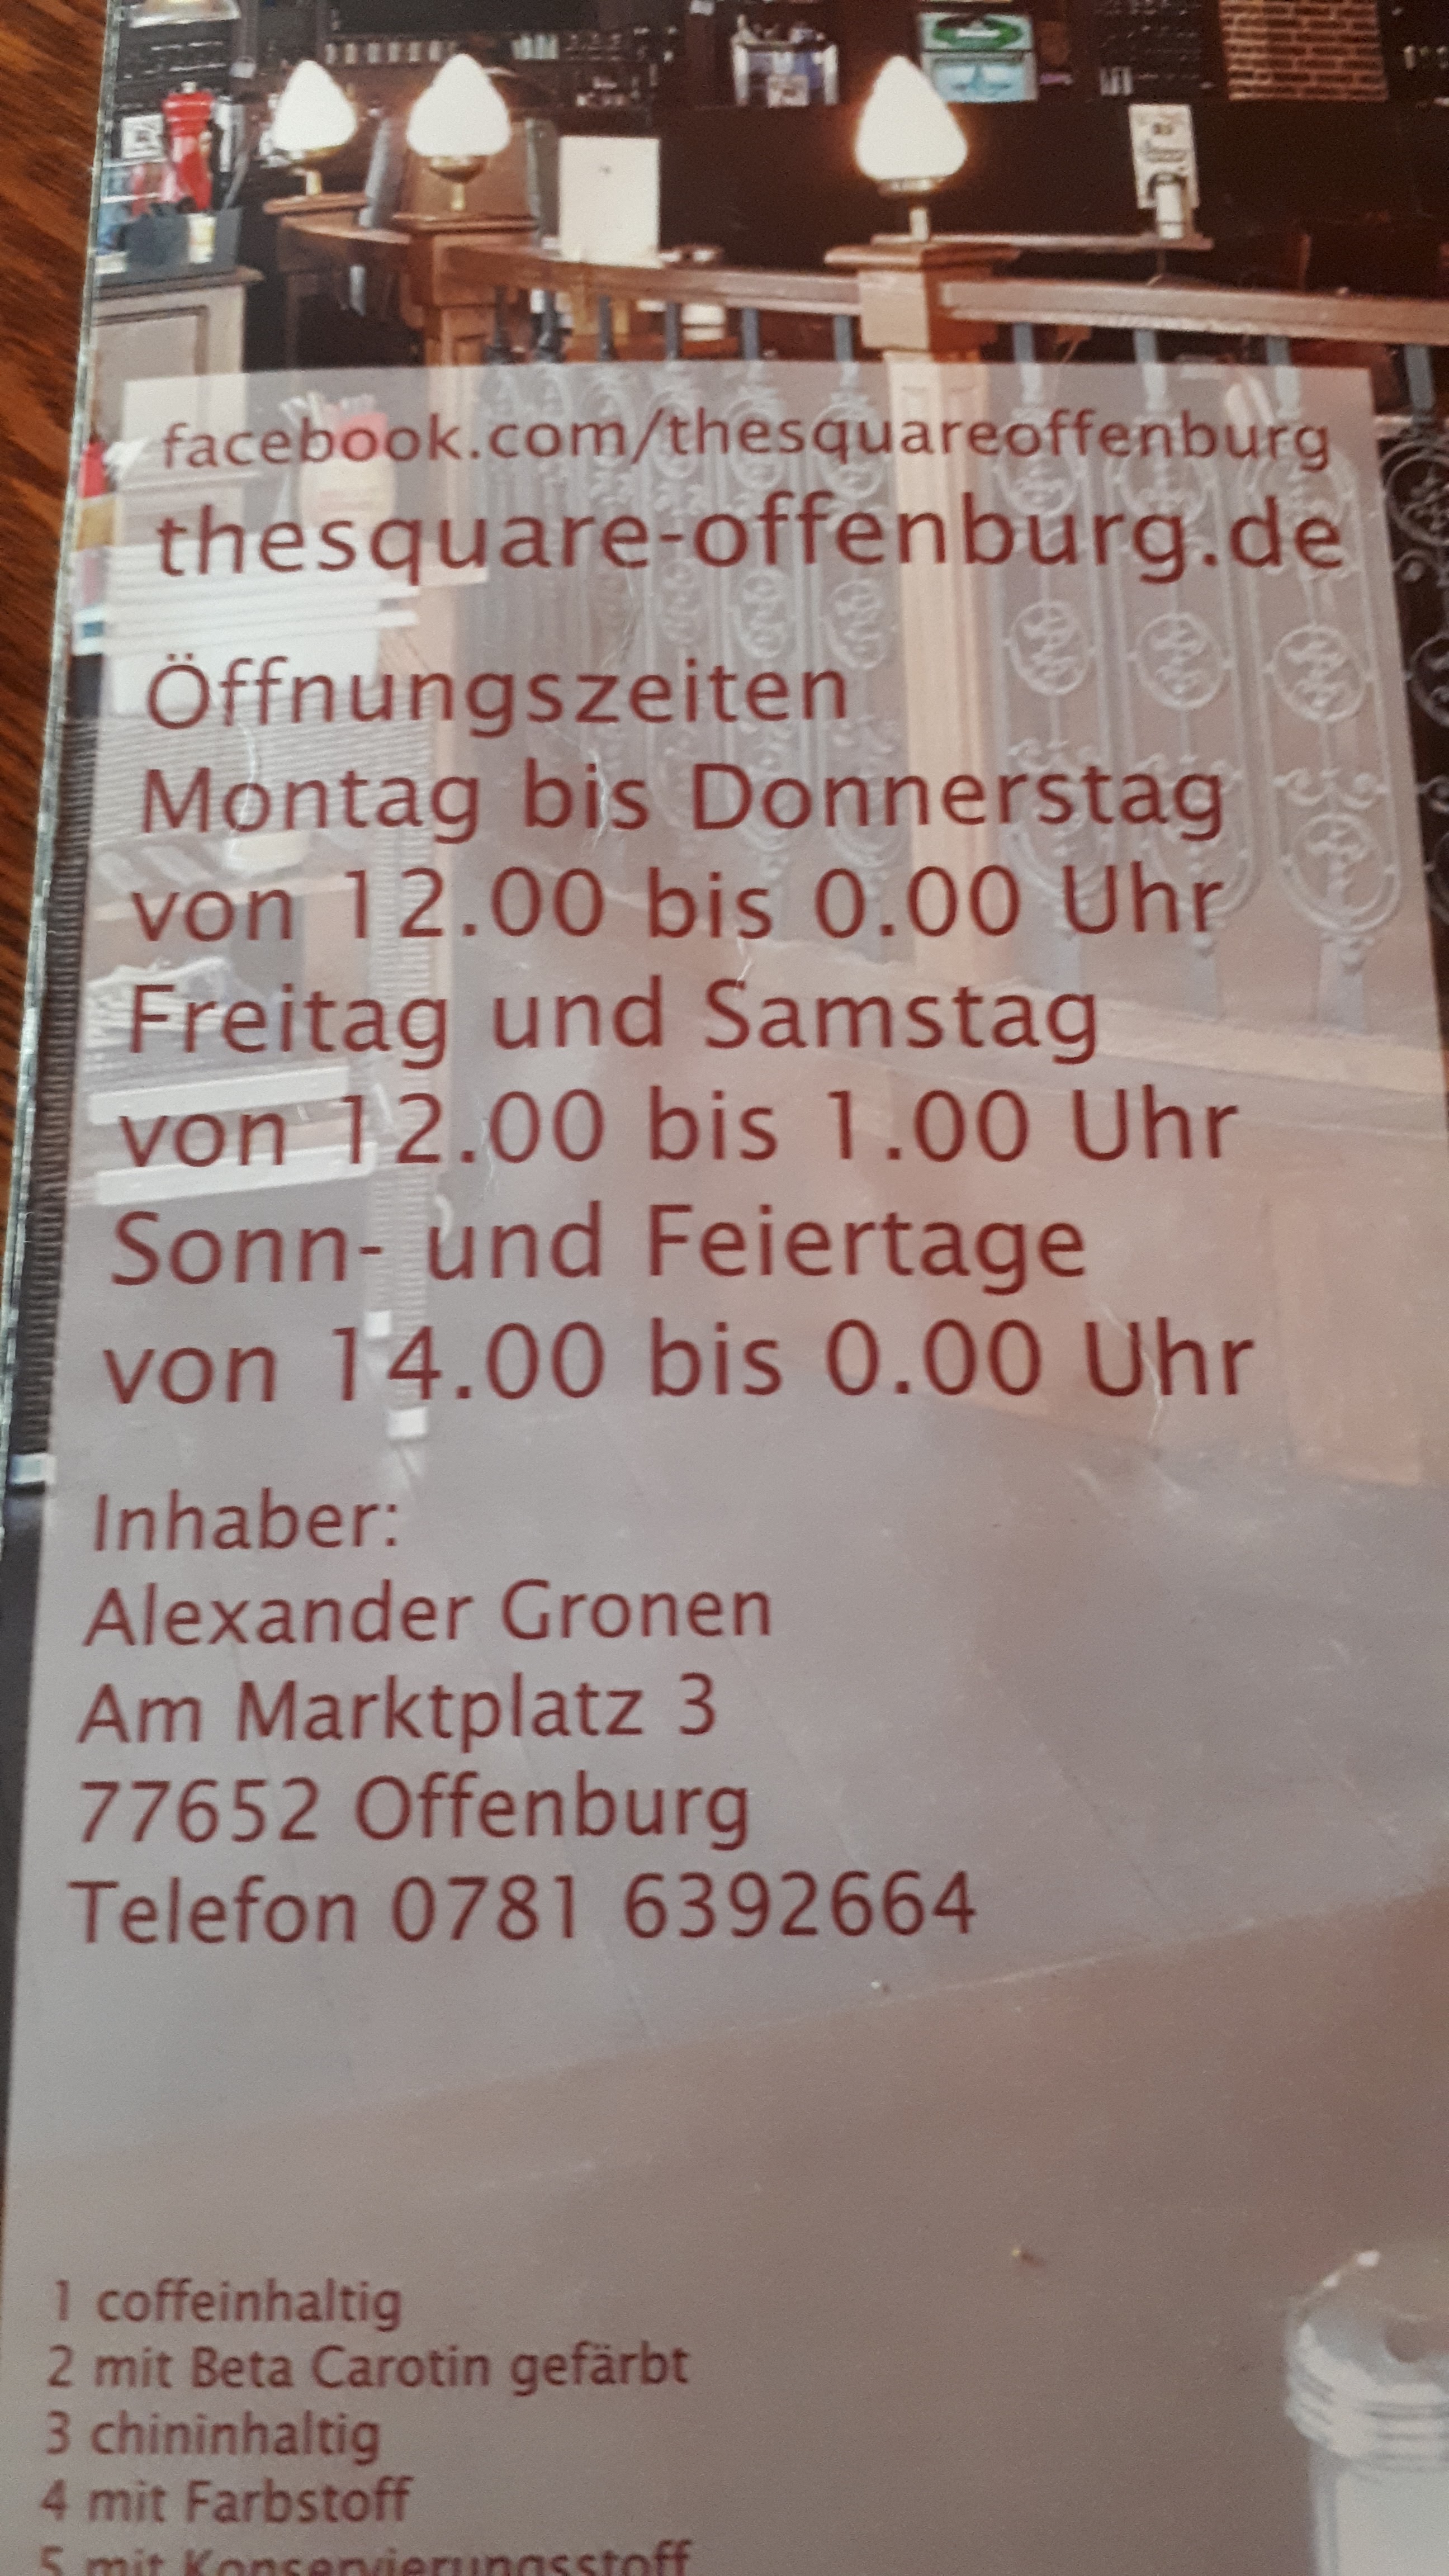 facebook.com/thesquareoffenburg
thesquare-offenburg.de
Öffnungszeiten
Montag bis Donnerstag
von 12.00 bis 0.00 Uhr
Freitag und Samstag
von 12.00 bis 1.00 Uhr
Sonn- und Feiertage
von 14.00 bis 0.00 Uhr
Inhaber:
Alexander Gronen
Am Marktplatz 3
77652 Offenburg
Telefon 0781 6392664
1 coffeinhaltig
2 mit Beta Carotin gefärbt
3 chininhaltig
4 mit Farbstoff
5 mit Konservierungsstoff